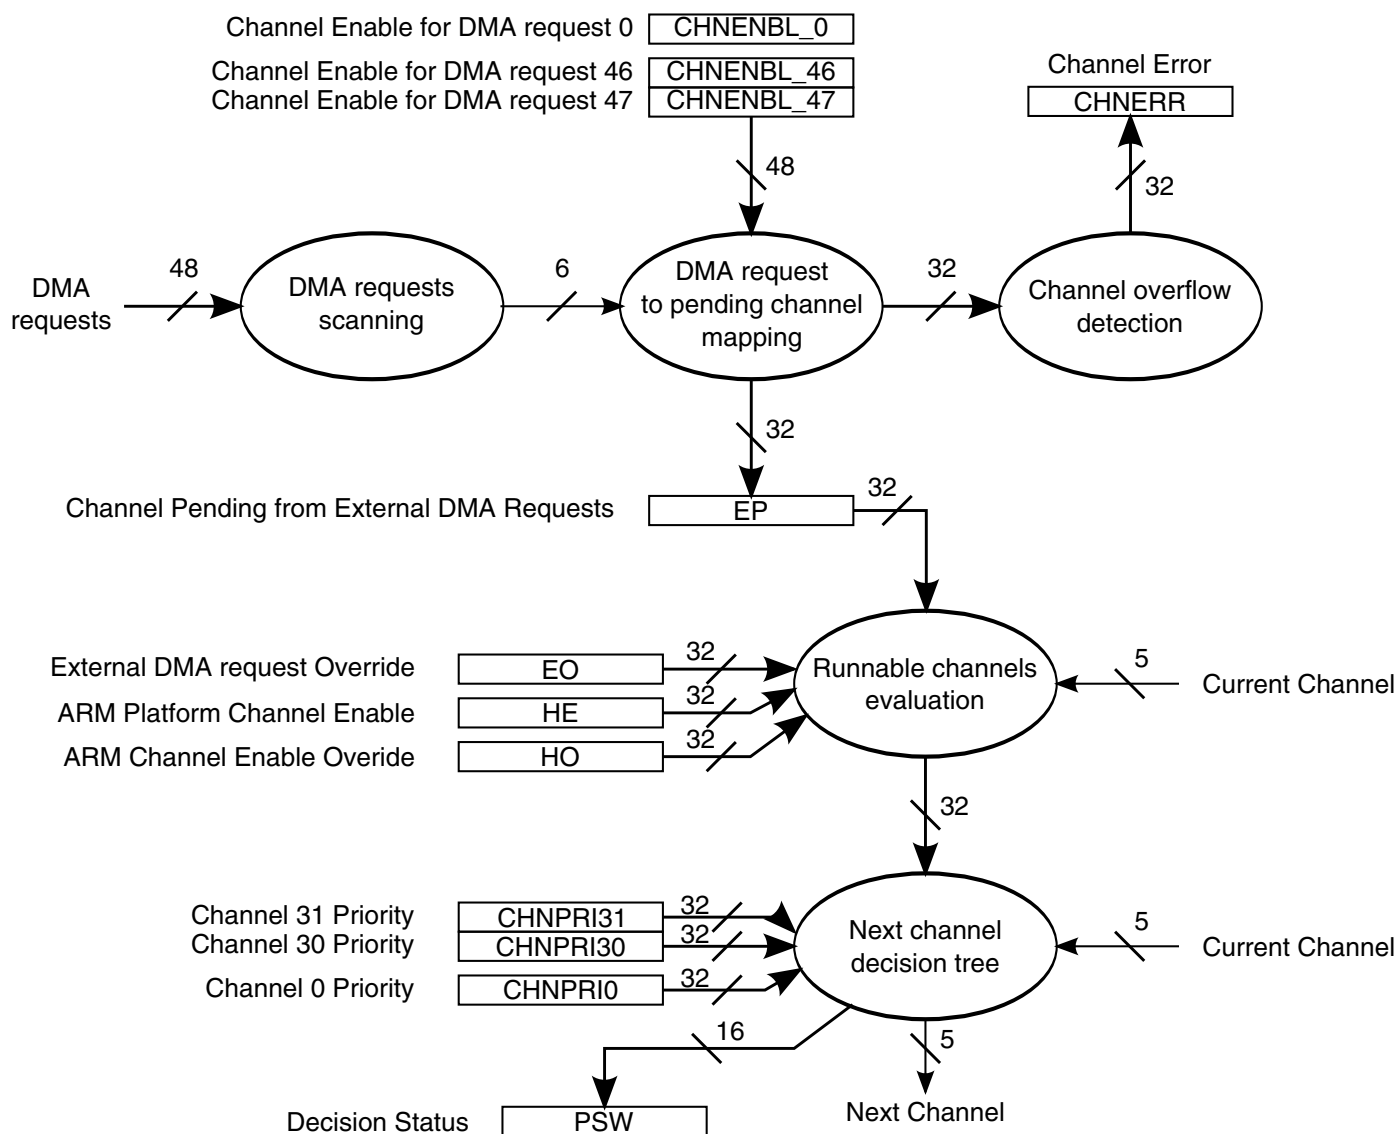 Channel Enable for DMA request 0 CHNENBL_0
Channel Enable for DMA request 46 CHNENBL_46
Channel Enable for DMA request 47 CHNENBL_47
Channel Error
CHNERR
48
32
DMA
requests
48
DMA requests
scanning
6
DMA request
to pending channel
mapping
32
Channel overflow
detection
32
Channel Pending from External DMA Requests EP
32
External DMA request Override EO 32
ARM Platform Channel Enable HE 32
ARM Channel Enable Overide HO 32
Runnable channels
evaluation
5
Current Channel
32
Channel 31 Priority CHNPRI31 32
Channel 30 Priority CHNPRI30 32
Channel 0 Priority CHNPRI0 32
Next channel
decision tree
5
Current Channel
16
5
Decision Status PSW
Next Channel